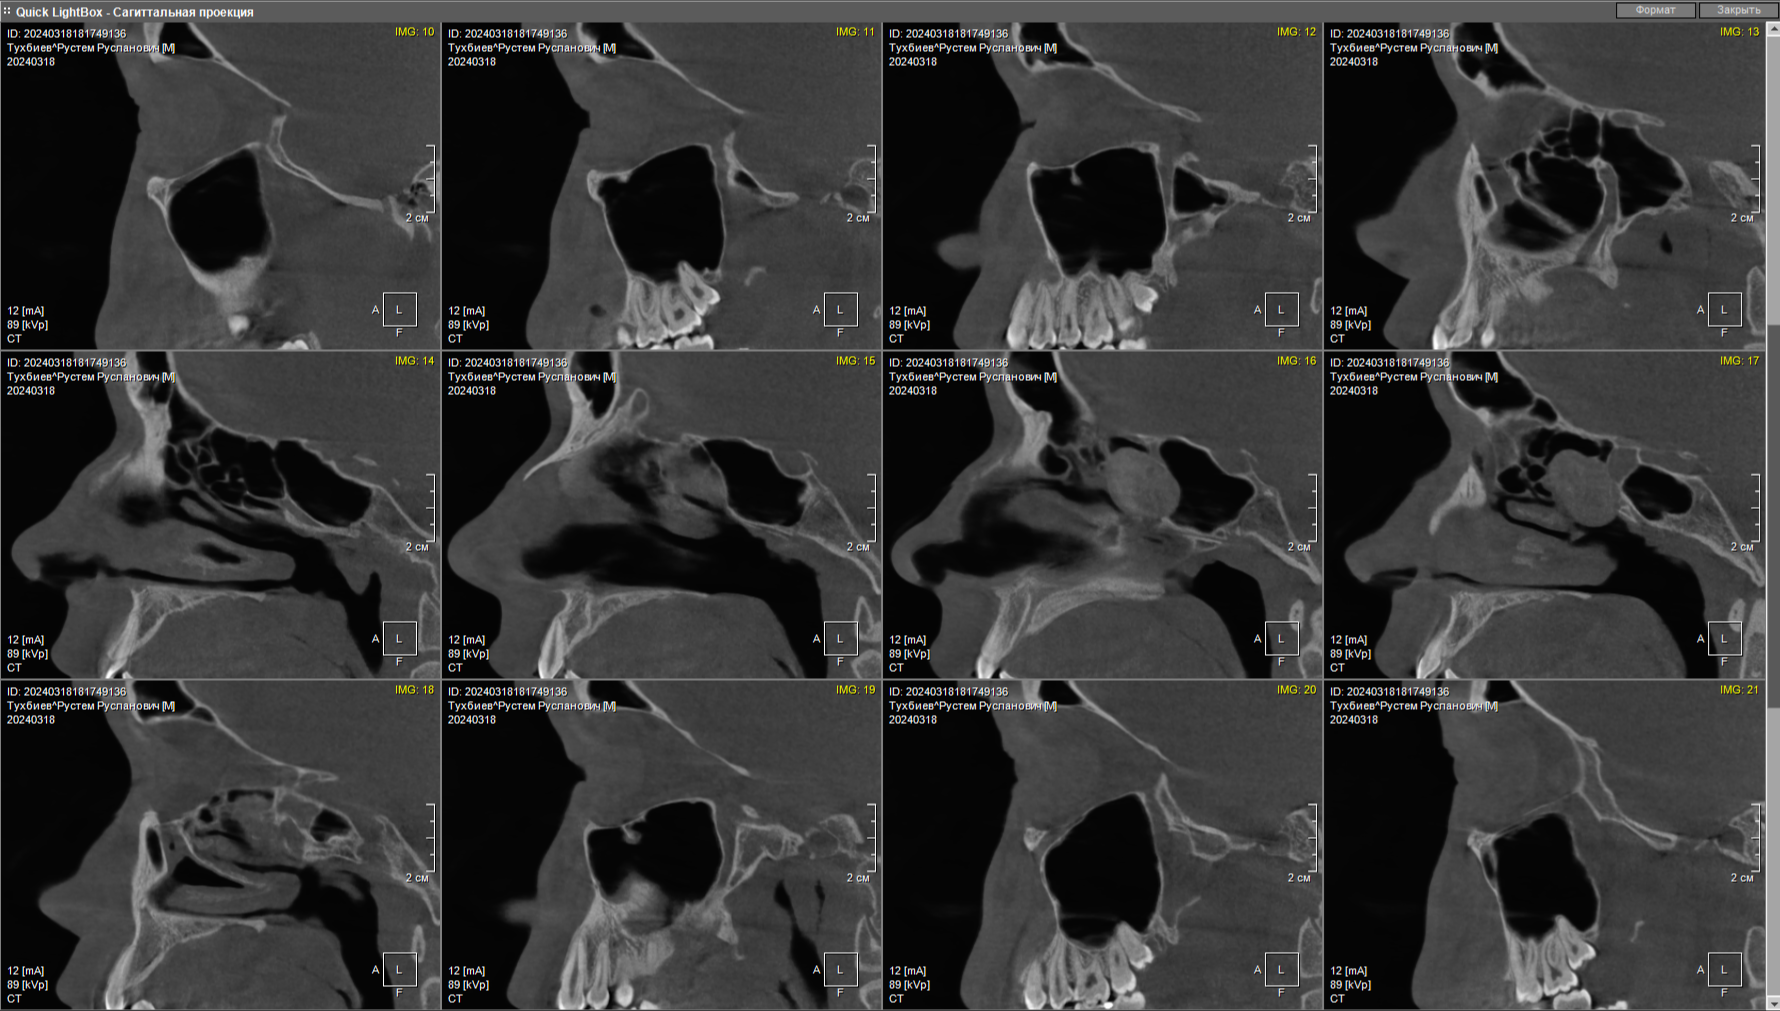 Quick LightBox - Сагиттальная проекция
Формат
Закрыть
ID: 20240318181749136
IMG: 10
Тухбиев^Рустем Русланович [M]
20240318
2 см
12 [mA]
A
L
89 [kVp]
F
CT
ID: 20240318181749136
IMG: 11
Тухбиев^Рустем Русланович [M]
20240318
2 см
12 [mA]
A
L
89 [kVp]
F
CT
ID: 20240318181749136
IMG: 12
Тухбиев^Рустем Русланович [M]
20240318
2 см
12 [mA]
A
L
89 [kVp]
F
CT
ID: 20240318181749136
IMG: 13
Тухбиев^Рустем Русланович [M]
20240318
2 см
12 [mA]
A
L
89 [kVp]
F
CT
ID: 20240318181749136
IMG: 14
Тухбиев^Рустем Русланович [M]
20240318
2 см
12 [mA]
A
L
89 [kVp]
F
CT
ID: 20240318181749136
IMG: 15
Тухбиев^Рустем Русланович [M]
20240318
2 см
12 [mA]
A
L
89 [kVp]
F
CT
ID: 20240318181749136
IMG: 16
Тухбиев^Рустем Русланович [M]
20240318
2 см
12 [mA]
A
L
89 [kVp]
F
CT
ID: 20240318181749136
IMG: 17
Тухбиев^Рустем Русланович [M]
20240318
2 см
12 [mA]
A
L
89 [kVp]
F
CT
ID: 20240318181749136
IMG: 18
Тухбиев^Рустем Русланович [M]
20240318
2 см
12 [mA]
A
L
89 [kVp]
F
CT
ID: 20240318181749136
IMG: 19
Тухбиев^Рустем Русланович [M]
20240318
2 см
12 [mA]
A
L
89 [kVp]
F
CT
ID: 20240318181749136
IMG: 20
Тухбиев^Рустем Русланович [M]
20240318
2 см
12 [mA]
A
L
89 [kVp]
F
CT
ID: 20240318181749136
IMG: 21
Тухбиев^Рустем Русланович [M]
20240318
2 см
12 [mA]
A
L
89 [kVp]
F
CT